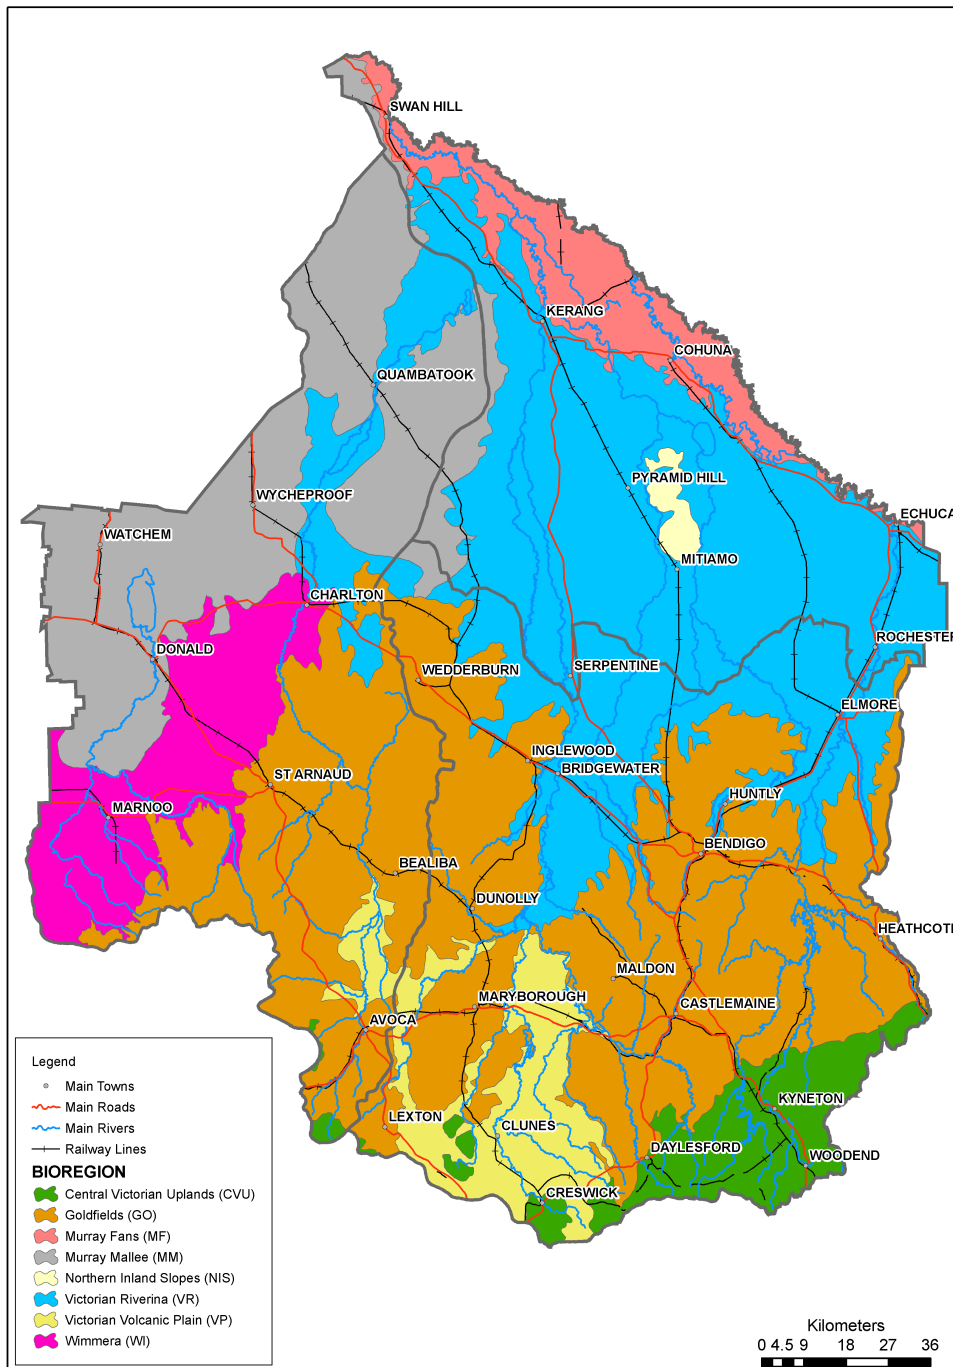 SWAN HILL
KERANG
COHUNA
QUAMBATOOK
PYRAMID HILL
WYCHEPROOF
ECHUCA
WATCHEM
MITIAMO
CHARLTON
ROCHESTER
DONALD
WEDDERBURN
SERPENTINE
ELMORE
INGLEWOOD
BRIDGEWATER
ST ARNAUD
HUNTLY
MARNOO
BENDIGO
BEALIBA
DUNOLLY
HEATHCOTE
MALDON
MARYBOROUGH
CASTLEMAINE
AVOCA
KYNETON
LEXTON
CLUNES
DAYLESFORD
WOODEND
CRESWICK
Legend
Main Towns
Main Roads
Main Rivers
Railway Lines
BIOREGION
Central Victorian Uplands (CVU)
Goldfields (GO)
Murray Fans (MF)
Murray Mallee (MM)
Northern Inland Slopes (NIS)
Victorian Riverina (VR)
Victorian Volcanic Plain (VP)
Wimmera (WI)
Kilometers
0 4.5 9 18 27 36